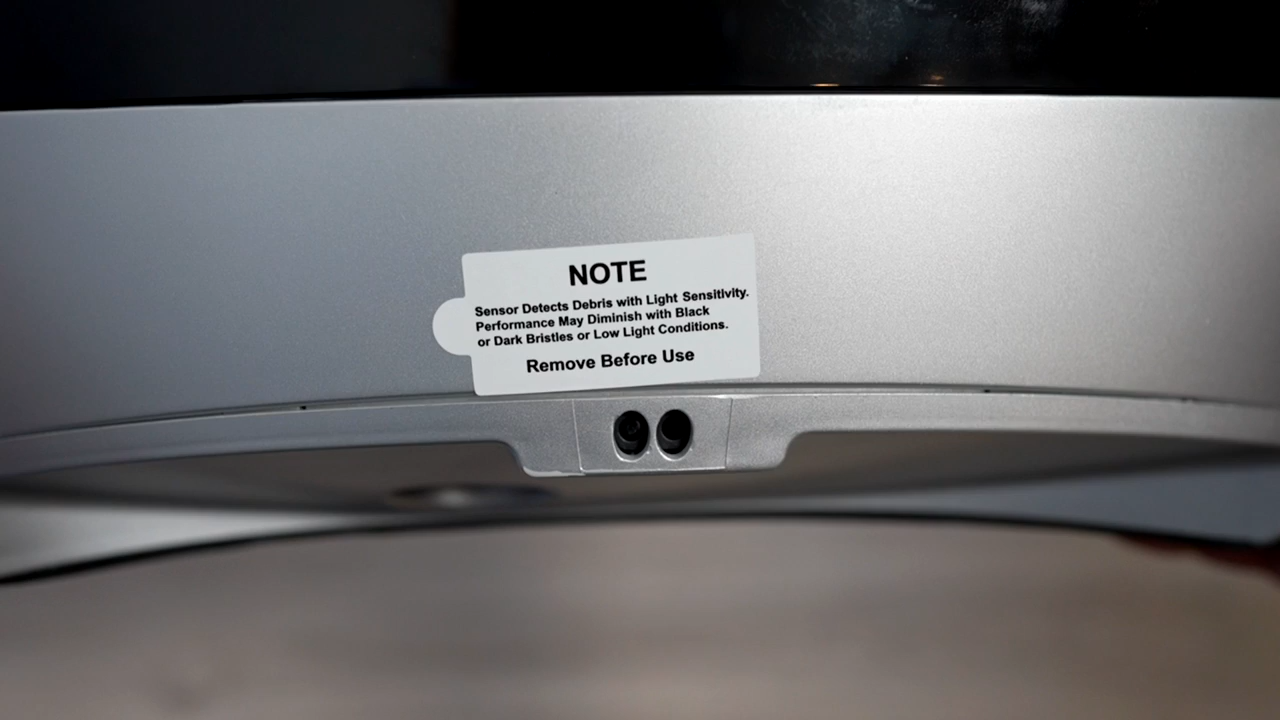 NOTE
Sensor Detects Debris with Light Sensitivity.
Performance May Diminish with Black
or Dark Bristles or Low Light Conditions.
Remove Before Use